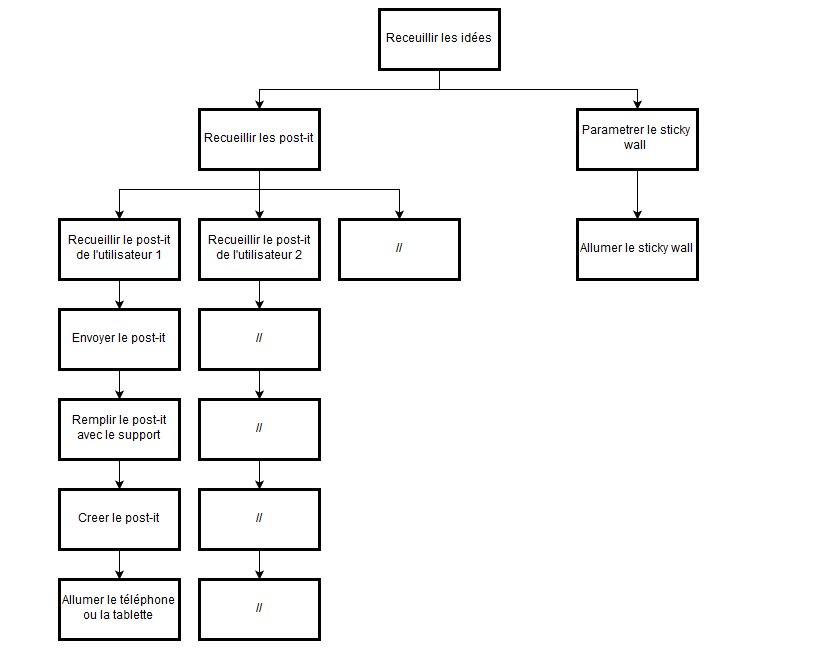 Receuillir les idées
Recueillir les post-it
Parametrer le sticky
wall
Recueillir le post-it
de l'utilisateur 1
Recueillir le post-it
de l'utilisateur 2
//
Allumer le sticky wall
Envoyer le post-it
//
Remplir le post-it
avec le support
//
Creer le post-it
//
Allumer le téléphone
ou la tablette
//